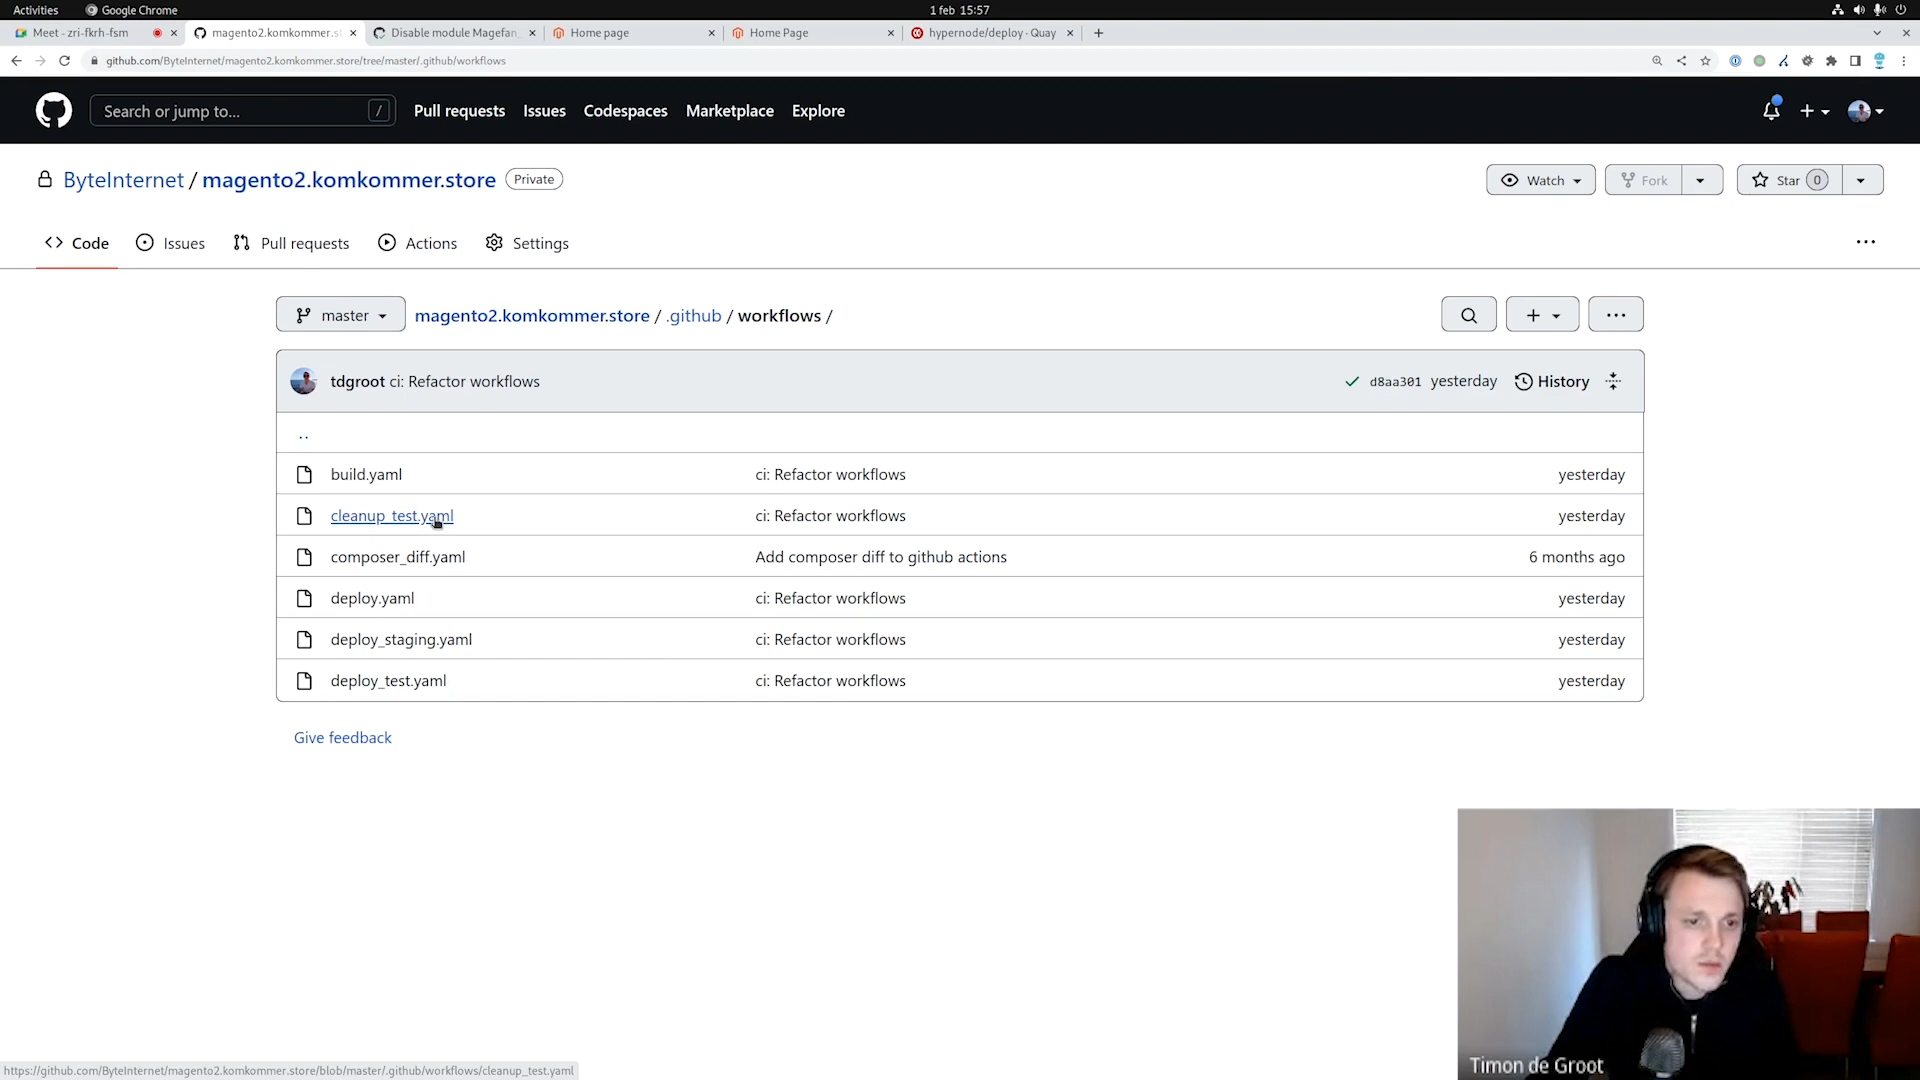 Activities
Google Chrome
1 feb 15:57
Meet - zri-fkrh-fsm
magento2.komkommer.st
Disable module Magefan
Home page
Home Page
hypernode/deploy · Quay
github.com/ByteInternet/magento2.komkommer.store/tree/master/.github/workflows
Search or jump to...
/
Pull requests
Issues
Codespaces
Marketplace
Explore
ByteInternet / magento2.komkommer.store
Private
Watch
Fork
Star 0
Code
Issues
Pull requests
Actions
Settings
master
magento2.komkommer.store / .github / workflows /
tdgroot ci: Refactor workflows
d8aa301 yesterday
History
..
build.yaml ci: Refactor workflows yesterday
cleanup_test.yaml ci: Refactor workflows yesterday
composer_diff.yaml Add composer diff to github actions 6 months ago
deploy.yaml ci: Refactor workflows yesterday
deploy_staging.yaml ci: Refactor workflows yesterday
deploy_test.yaml ci: Refactor workflows yesterday
Give feedback
Timon de Groot
https://github.com/ByteInternet/magento2.komkommer.store/blob/master/.github/workflows/cleanup_test.yaml